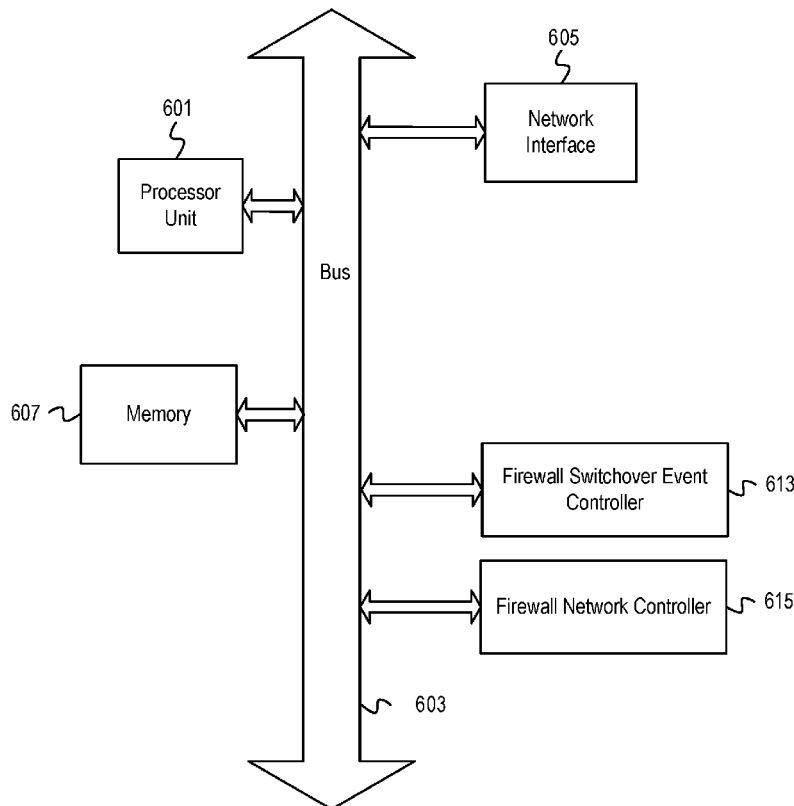 605
Network
Interface
601
Processor
Unit
Bus
607
Memory
Firewall Switchover Event
Controller
613
Firewall Network Controller
615
603